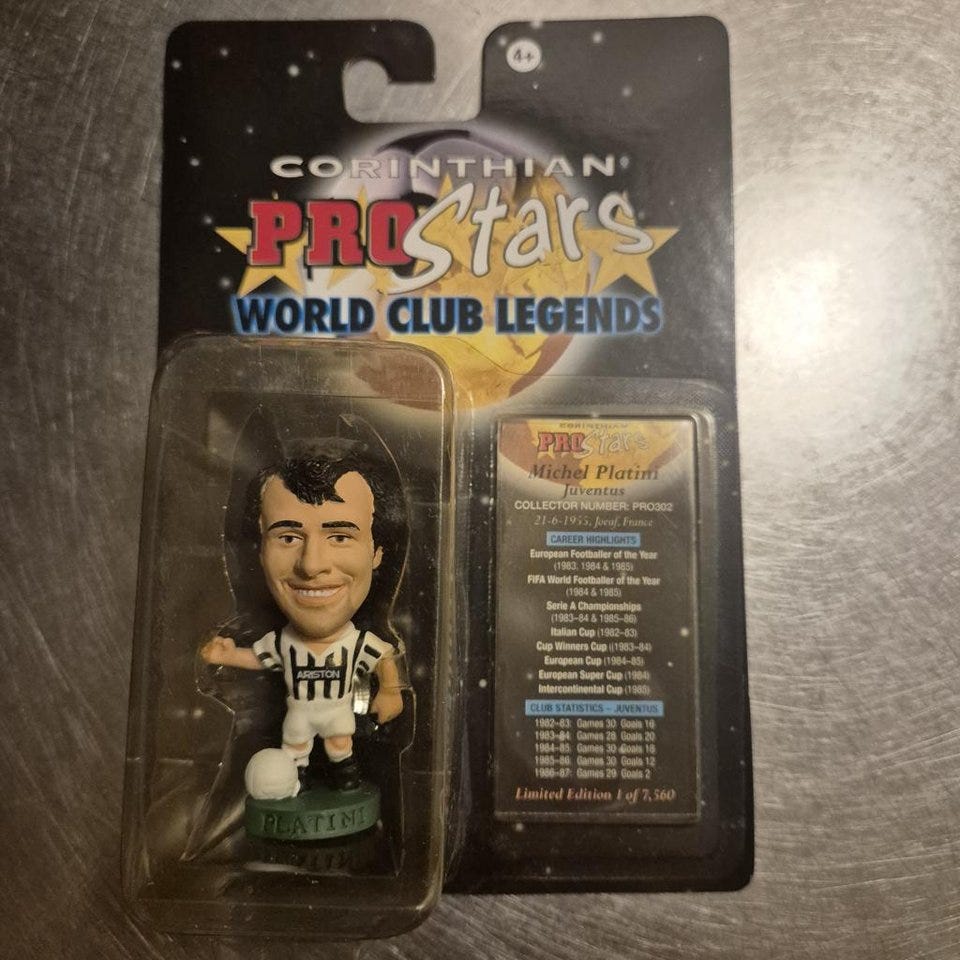 4+
CORINTHIAN
PRO Stars
WORLD CLUB LEGENDS
CORINTHIAN
PRO Stars
Michel Platini
Juventus
COLLECTOR NUMBER: PRO302
21-6-1955, Joeuf, France
CAREER HIGHLIGHTS
European Footballer of the Year
(1983, 1984 & 1985)
FIFA World Footballer of the Year
(1984 & 1985)
Serie A Championships
(1983-84 & 1985-86)
Italian Cup (1982-83)
Cup Winners Cup ((1983-84)
European Cup (1984-85)
European Super Cup (1984)
Intercontinental Cup (1985)
CLUB STATISTICS - JUVENTUS
1982-83: Games 30 Goals 16
1983-84: Games 28 Goals 20
1984-85: Games 30 Goals 18
1985-86: Games 30 Goals 12
1986-87: Games 29 Goals 2
Limited Edition 1 of 7,560
ARISTON
PLATINI